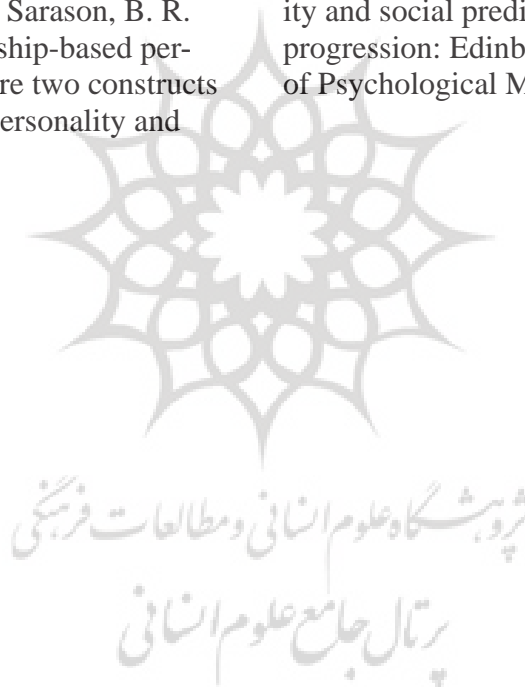 Sarason, B. R.
ship-based per-
re two constructs
ersonality and
ity and social predi
progression: Edinb
of Psychological M
پژوهشگاه علوم انسانی و مطالعات فرهنگی
پرتال جامع علوم انسانی